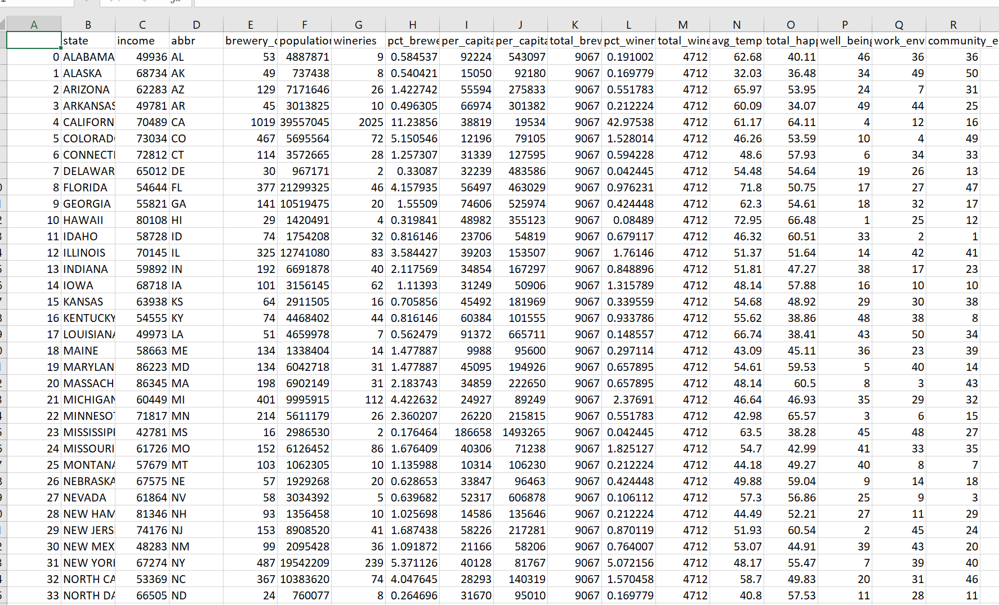 A B C D E F G H I J K L M N O P Q R
state income abbr brewery_c population wineries pct_brewe per_capita per_capita total_brew pct_winer total_wine avg_temp total_happ well_being work_env community_e
0 ALABAMA 49936 AL 53 4887871 9 0.584537 92224 543097 9067 0.191002 4712 62.68 40.11 46 36 36
1 ALASKA 68734 AK 49 737438 8 0.540421 15050 92180 9067 0.169779 4712 32.03 36.48 34 49 50
2 ARIZONA 62283 AZ 129 7171646 26 1.422742 55594 275833 9067 0.551783 4712 65.97 53.95 24 7 31
3 ARKANSAS 49781 AR 45 3013825 10 0.496305 66974 301382 9067 0.212224 4712 60.09 34.07 49 44 25
4 CALIFORN 70489 CA 1019 39557045 2025 11.23856 38819 19534 9067 42.97538 4712 61.17 64.11 4 12 16
5 COLORAD 73034 CO 467 5695564 72 5.150546 12196 79105 9067 1.528014 4712 46.26 53.59 10 4 49
6 CONNECTI 72812 CT 114 3572665 28 1.257307 31339 127595 9067 0.594228 4712 48.6 57.93 6 34 33
7 DELAWAR 65012 DE 30 967171 2 0.33087 32239 483586 9067 0.042445 4712 54.48 54.64 19 26 13
8 FLORIDA 54644 FL 377 21299325 46 4.157935 56497 463029 9067 0.976231 4712 71.8 50.75 17 27 47
9 GEORGIA 55821 GA 141 10519475 20 1.55509 74606 525974 9067 0.424448 4712 62.3 54.61 18 32 17
10 HAWAII 80108 HI 29 1420491 4 0.319841 48982 355123 9067 0.08489 4712 72.95 66.48 1 25 12
11 IDAHO 58728 ID 74 1754208 32 0.816146 23706 54819 9067 0.679117 4712 46.32 60.51 33 2 1
12 ILLINOIS 70145 IL 325 12741080 83 3.584427 39203 153507 9067 1.76146 4712 51.37 51.64 14 42 41
13 INDIANA 59892 IN 192 6691878 40 2.117569 34854 167297 9067 0.848896 4712 51.81 47.27 38 17 23
14 IOWA 68718 IA 101 3156145 62 1.11393 31249 50906 9067 1.315789 4712 48.14 57.88 16 10 10
15 KANSAS 63938 KS 64 2911505 16 0.705856 45492 181969 9067 0.339559 4712 54.68 48.92 29 30 38
16 KENTUCKY 54555 KY 74 4468402 44 0.816146 60384 101555 9067 0.933786 4712 55.62 38.86 48 38 8
17 LOUISIANA 49973 LA 51 4659978 7 0.562479 91372 665711 9067 0.148557 4712 66.74 38.41 43 50 34
18 MAINE 58663 ME 134 1338404 14 1.477887 9988 95600 9067 0.297114 4712 43.09 45.11 36 23 39
19 MARYLAN 86223 MD 134 6042718 31 1.477887 45095 194926 9067 0.657895 4712 54.61 59.53 5 40 14
20 MASSACH 86345 MA 198 6902149 31 2.183743 34859 222650 9067 0.657895 4712 48.14 60.5 8 3 43
21 MICHIGAN 60449 MI 401 9995915 112 4.422632 24927 89249 9067 2.37691 4712 46.64 46.93 35 29 32
22 MINNESOT 71817 MN 214 5611179 26 2.360207 26220 215815 9067 0.551783 4712 42.98 65.57 3 6 15
23 MISSISSIPI 42781 MS 16 2986530 2 0.176464 186658 1493265 9067 0.042445 4712 63.5 38.28 45 48 27
24 MISSOURI 61726 MO 152 6126452 86 1.676409 40306 71238 9067 1.825127 4712 54.7 42.99 41 33 35
25 MONTANA 57679 MT 103 1062305 10 1.135988 10314 106230 9067 0.212224 4712 44.18 49.27 40 8 7
26 NEBRASKA 67575 NE 57 1929268 20 0.628653 33847 96463 9067 0.424448 4712 49.88 59.04 9 14 18
27 NEVADA 61864 NV 58 3034392 5 0.639682 52317 606878 9067 0.106112 4712 57.3 56.86 25 9 3
28 NEW HAM 81346 NH 93 1356458 10 1.025698 14586 135646 9067 0.212224 4712 44.49 52.21 27 11 29
29 NEW JERS 74176 NJ 153 8908520 41 1.687438 58226 217281 9067 0.870119 4712 51.93 60.54 2 45 24
30 NEW MEX 48283 NM 99 2095428 36 1.091872 21166 58206 9067 0.764007 4712 53.07 44.91 39 43 20
31 NEW YORI 67274 NY 487 19542209 239 5.371126 40128 81767 9067 5.072156 4712 48.17 55.47 7 39 40
32 NORTH CA 53369 NC 367 10383620 74 4.047645 28293 140319 9067 1.570458 4712 58.7 49.83 20 31 46
33 NORTH DA 66505 ND 24 760077 8 0.264696 31670 95010 9067 0.169779 4712 40.8 57.53 11 28 11